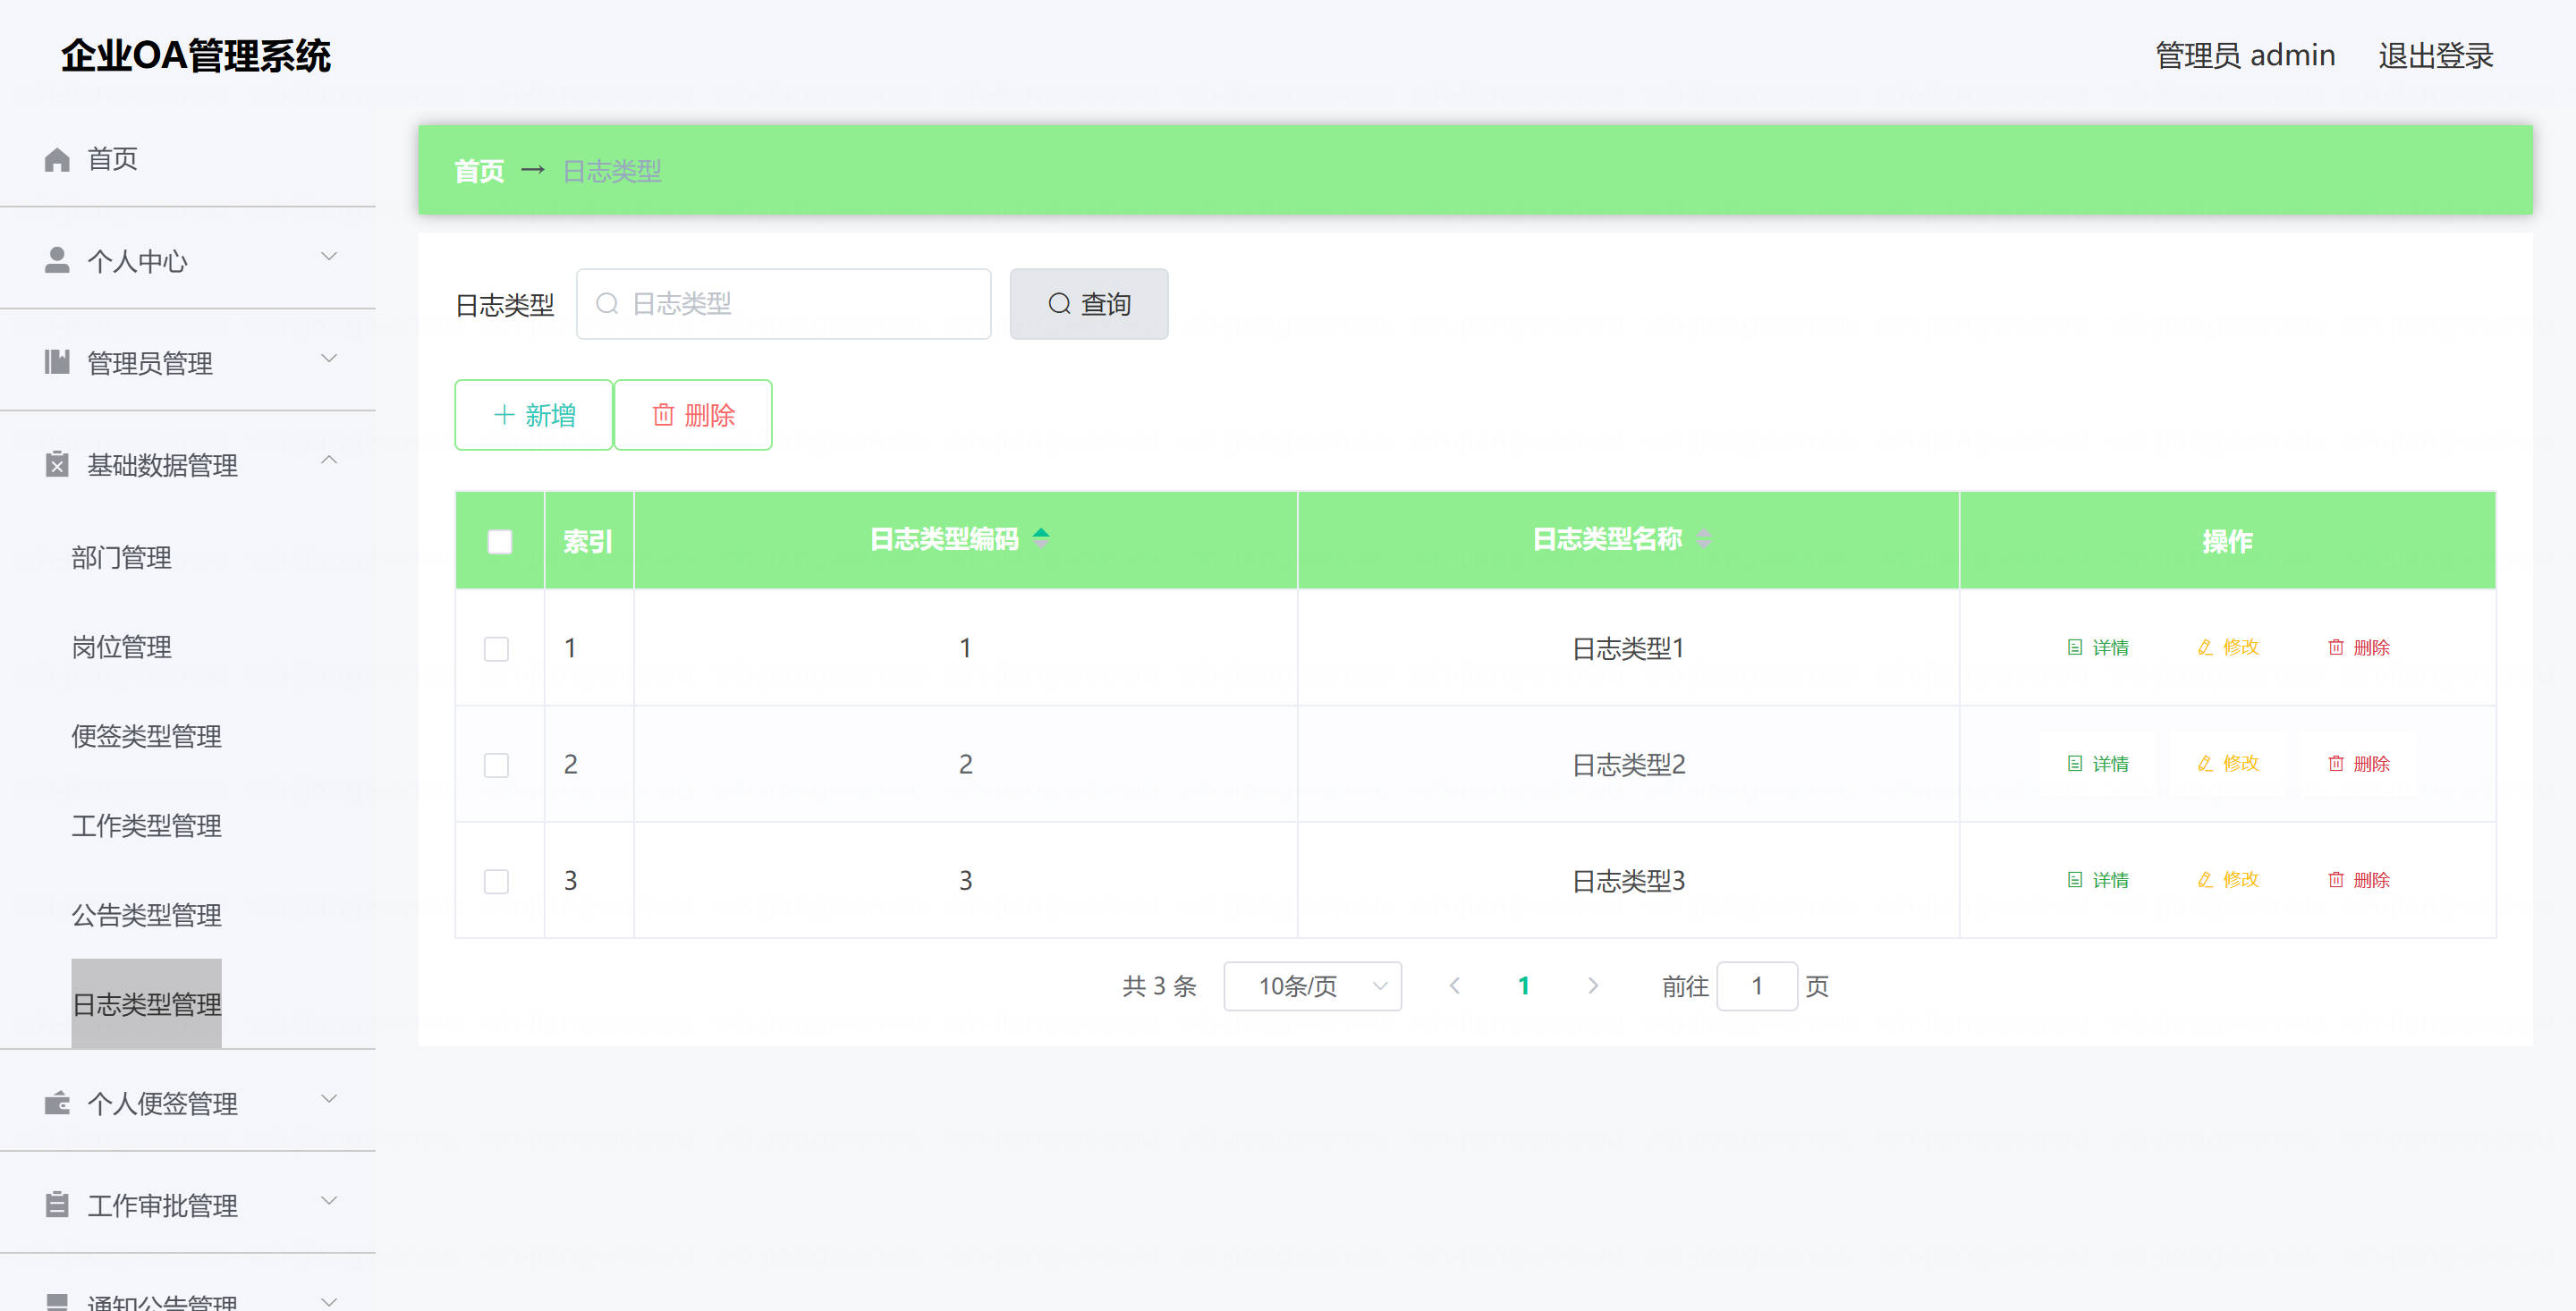 企业OA管理系统
管理员 admin 退出登录
首页
个人中心
管理员管理
基础数据管理
部门管理
岗位管理
便签类型管理
工作类型管理
公告类型管理
日志类型管理
个人便签管理
工作审批管理
通知公告管理
首页 → 日志类型
日志类型 日志类型 查询
新增 删除
索引 日志类型编码 日志类型名称 操作
1 1 日志类型1 详情 修改 删除
2 2 日志类型2 详情 修改 删除
3 3 日志类型3 详情 修改 删除
共 3 条 10条/页 1 前往 1 页